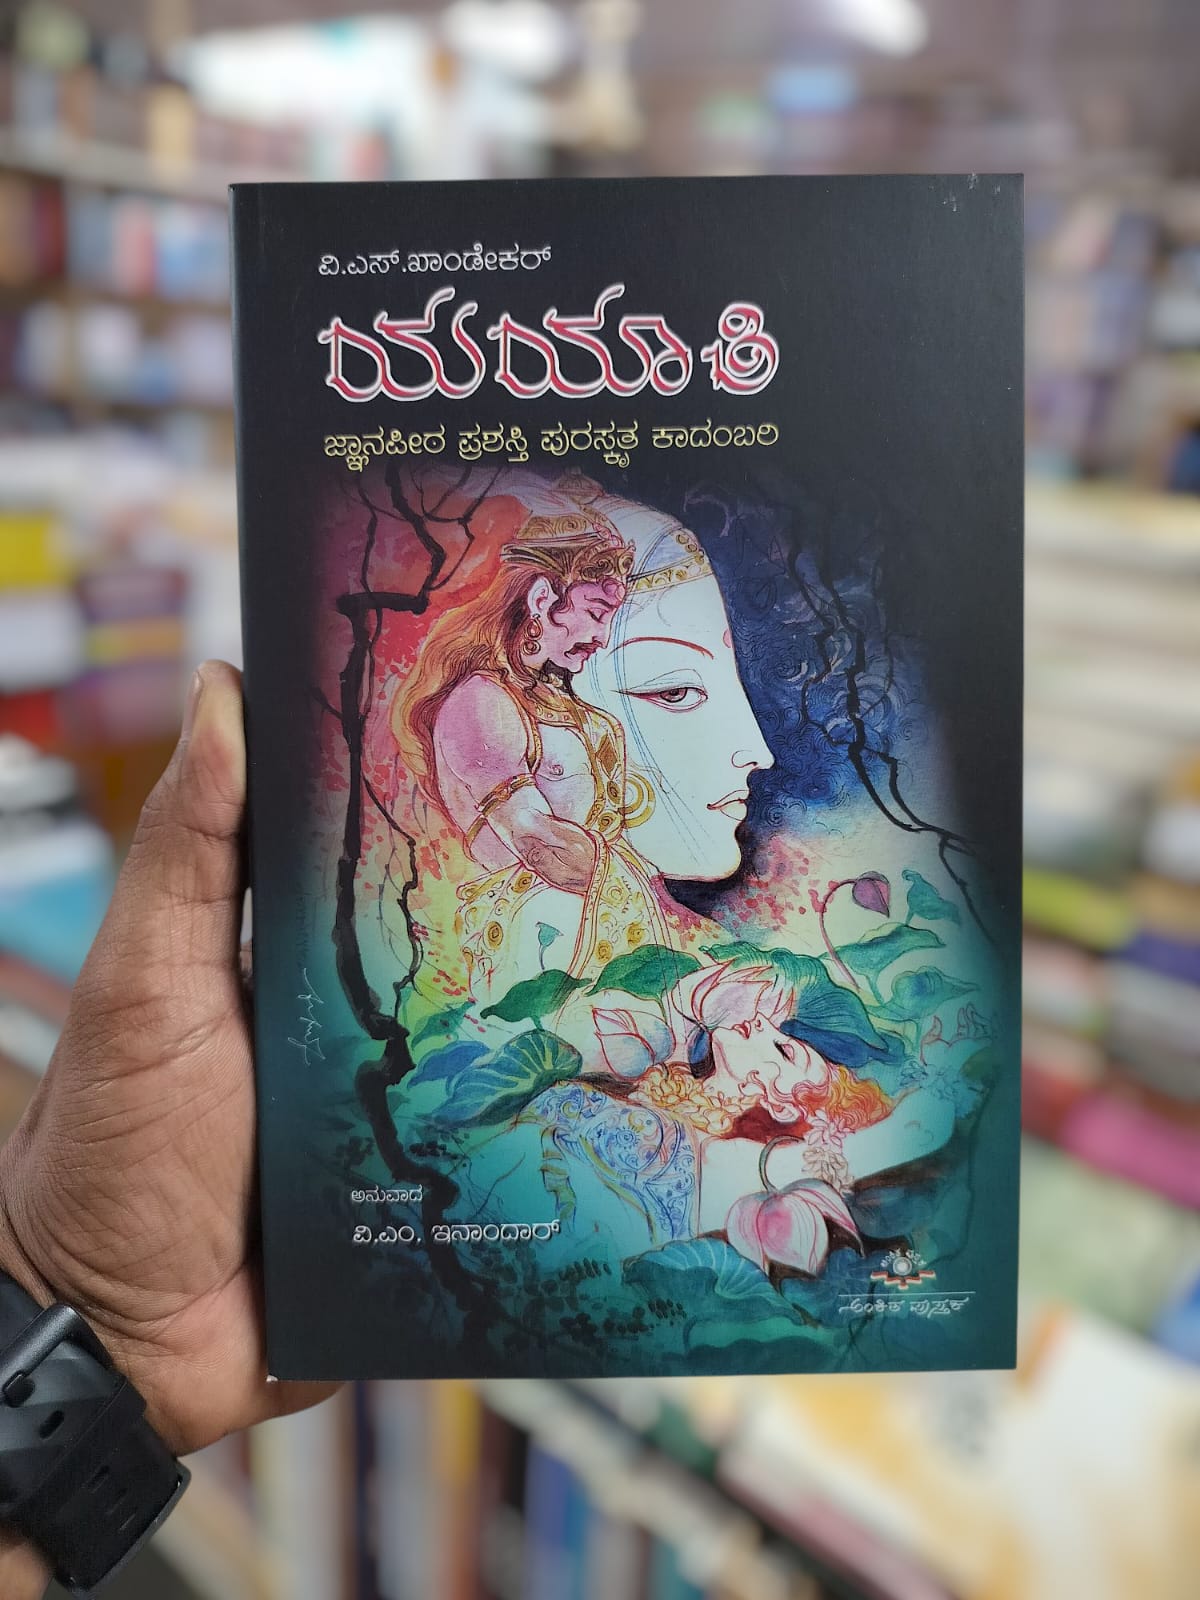 ವಿ.ಎಸ್.ಖಾಂಡೇಕರ್
ಯಯಾತಿ
ಜ್ಞಾನಪೀಠ ಪ್ರಶಸ್ತಿ ಪುರಸ್ಕೃತ ಕಾದಂಬರಿ
ಅನುವಾದ
ವಿ.ಎಂ. ಇನಾಂದಾರ್
ಅಂಕಿತ ಪುಸ್ತಕ